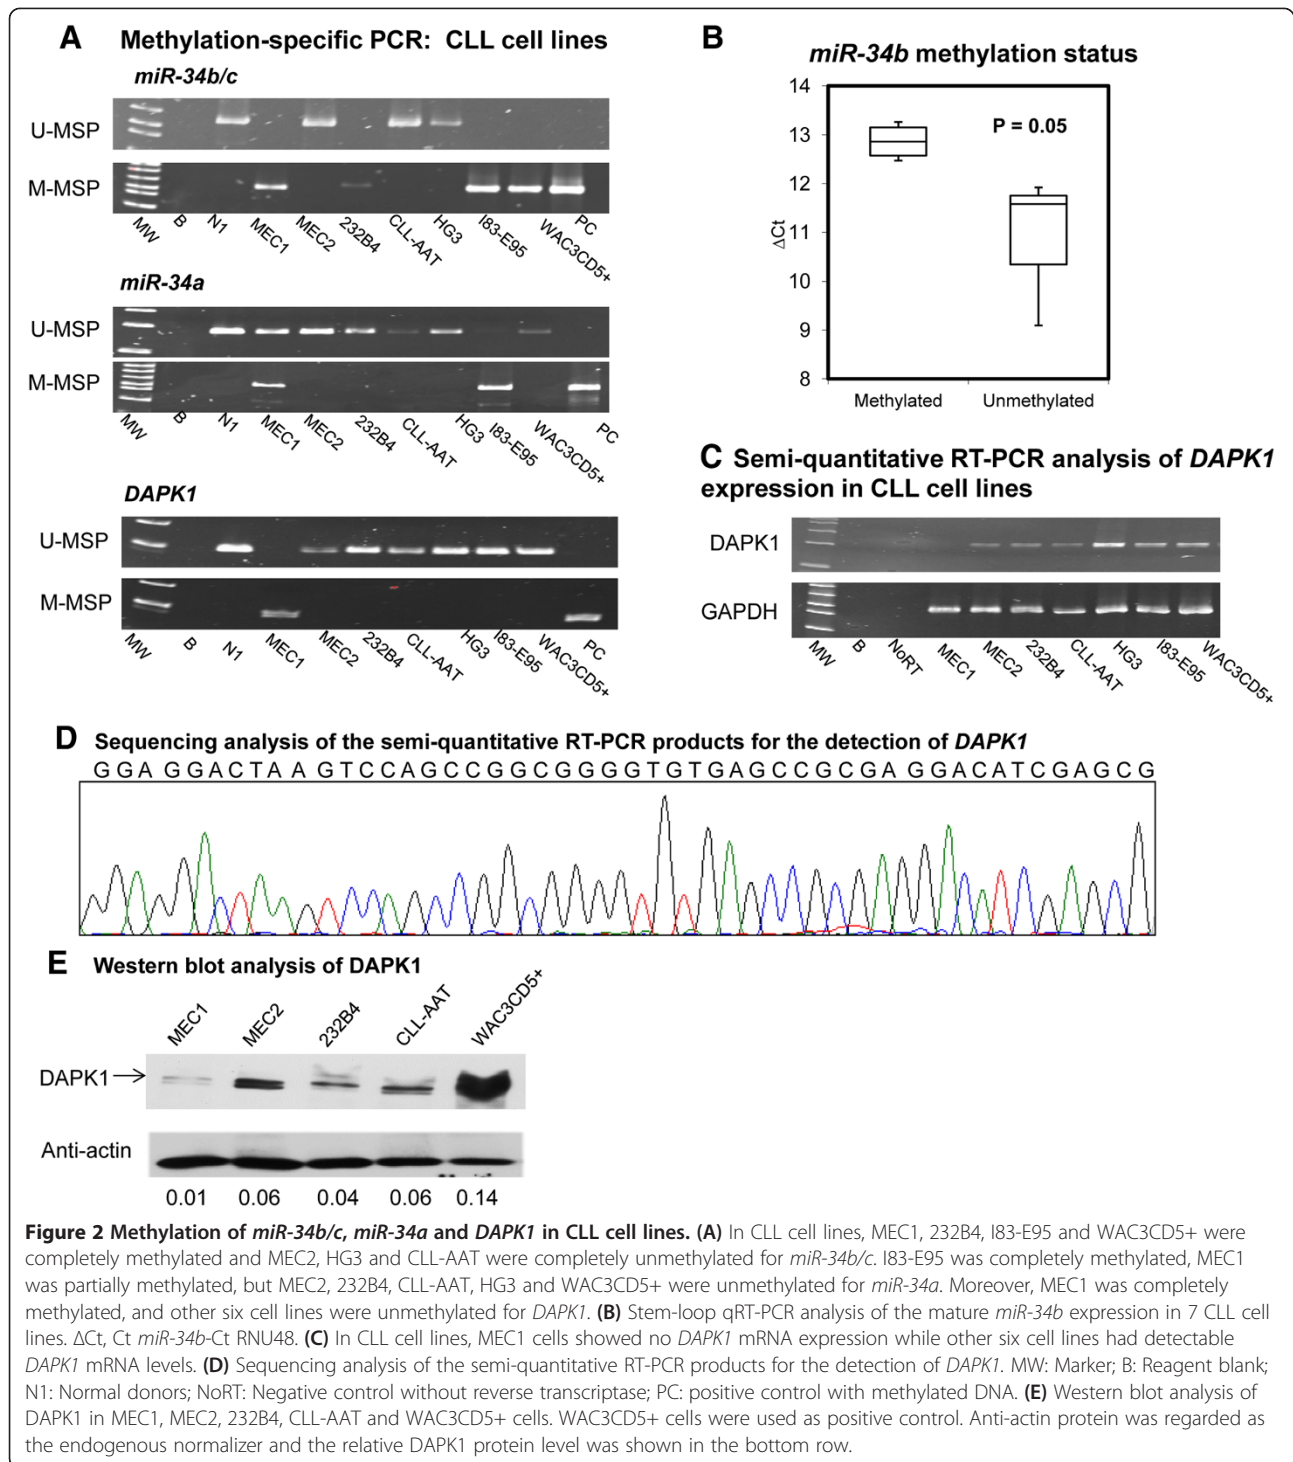 A Methylation-specific PCR: CLL cell lines
miR-34b/c
U-MSP
M-MSP
MW B N1 MEC1 MEC2 232B4 CLL-AAT HG3 I83-E95 WAC3CD5+ PC
miR-34a
U-MSP
M-MSP
MW B N1 MEC1 MEC2 232B4 CLL-AAT HG3 I83-E95 WAC3CD5+ PC
DAPK1
U-MSP
M-MSP
MW B N1 MEC1 MEC2 232B4 CLL-AAT HG3 I83-E95 WAC3CD5+ PC
B miR-34b methylation status
14
13
12
11
10
9
8
ΔCt
P = 0.05
Methylated Unmethylated
C Semi-quantitative RT-PCR analysis of DAPK1
expression in CLL cell lines
DAPK1
GAPDH
MW B NoRT MEC1 MEC2 232B4 CLL-AAT HG3 I83-E95 WAC3CD5+
D Sequencing analysis of the semi-quantitative RT-PCR products for the detection of DAPK1
G G A G G A C T A A G T C C A G C C G G C G G G G T G T G A G C C G C G A G G A C A T C G A G C G
E Western blot analysis of DAPK1
MEC1 MEC2 232B4 CLL-AAT WAC3CD5+
DAPK1
Anti-actin
0.01 0.06 0.04 0.06 0.14
Figure 2 Methylation of miR-34b/c, miR-34a and DAPK1 in CLL cell lines. (A) In CLL cell lines, MEC1, 232B4, I83-E95 and WAC3CD5+ were
completely methylated and MEC2, HG3 and CLL-AAT were completely unmethylated for miR-34b/c. I83-E95 was completely methylated, MEC1
was partially methylated, but MEC2, 232B4, CLL-AAT, HG3 and WAC3CD5+ were unmethylated for miR-34a. Moreover, MEC1 was completely
methylated, and other six cell lines were unmethylated for DAPK1. (B) Stem-loop qRT-PCR analysis of the mature miR-34b expression in 7 CLL cell
lines. ΔCt, Ct miR-34b-Ct RNU48. (C) In CLL cell lines, MEC1 cells showed no DAPK1 mRNA expression while other six cell lines had detectable
DAPK1 mRNA levels. (D) Sequencing analysis of the semi-quantitative RT-PCR products for the detection of DAPK1. MW: Marker; B: Reagent blank;
N1: Normal donors; NoRT: Negative control without reverse transcriptase; PC: positive control with methylated DNA. (E) Western blot analysis of
DAPK1 in MEC1, MEC2, 232B4, CLL-AAT and WAC3CD5+ cells. WAC3CD5+ cells were used as positive control. Anti-actin protein was regarded as
the endogenous normalizer and the relative DAPK1 protein level was shown in the bottom row.